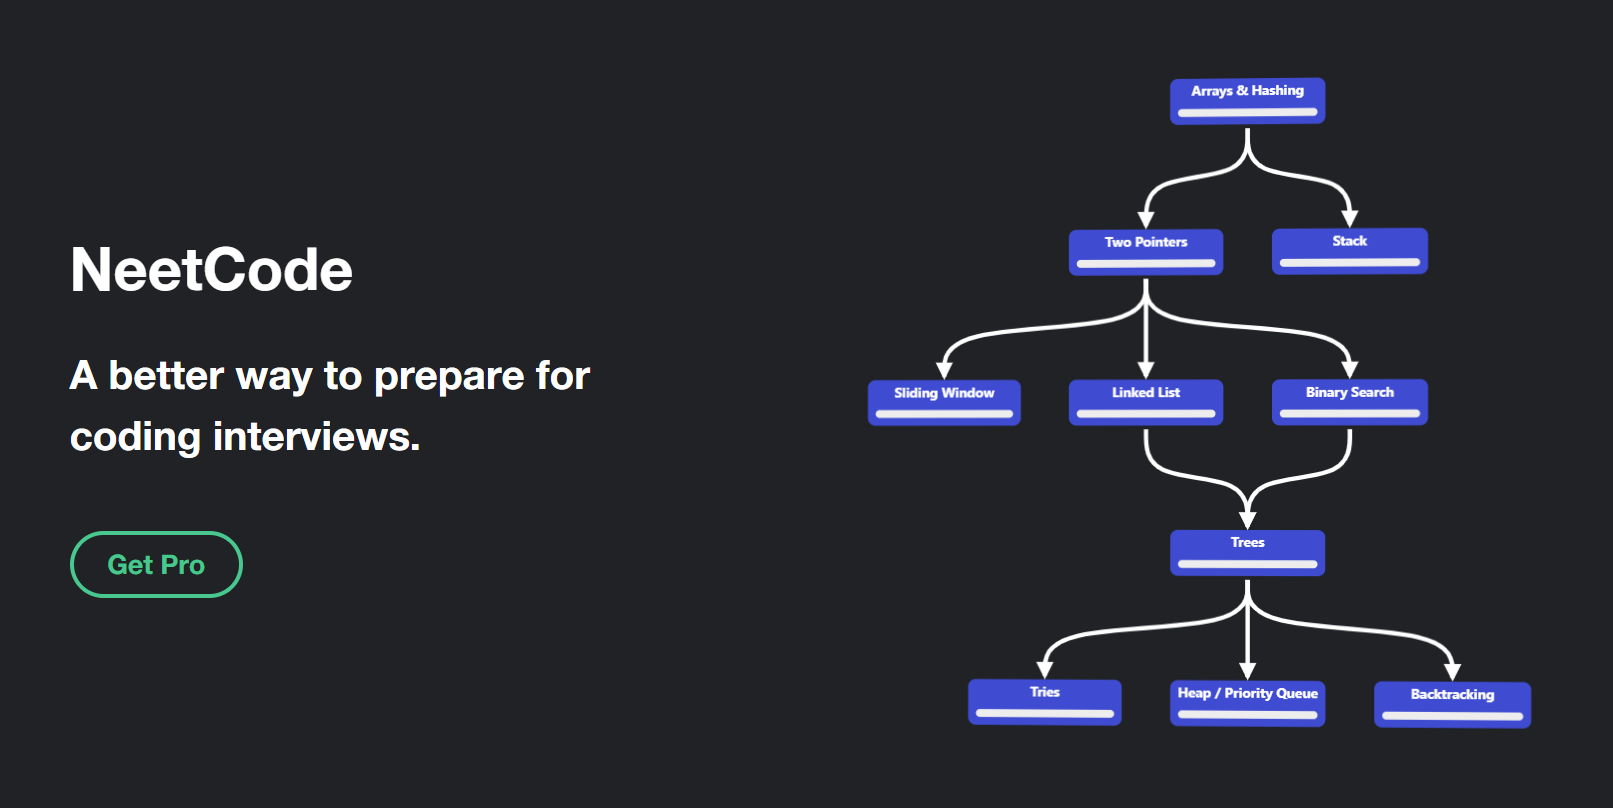 NeetCode
A better way to prepare for
coding interviews.
Get Pro
Arrays & Hashing
Two Pointers
Stack
Sliding Window
Linked List
Binary Search
Trees
Tries
Heap / Priority Queue
Backtracking